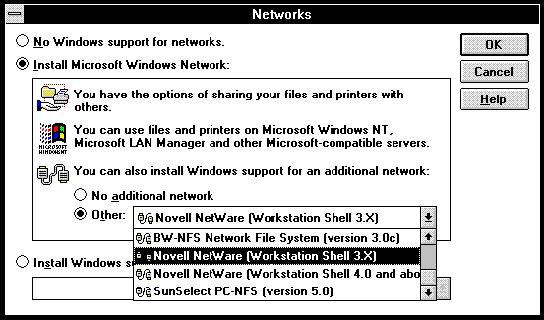 Networks
No Windows support for networks.
Install Microsoft Windows Network:
OK
Cancel
Help
You have the options of sharing your files and printers with
others.
MICROSOFT
WINDOWS NT
You can use files and printers on Microsoft Windows NT,
Microsoft LAN Manager and other Microsoft-compatible servers.
You can also install Windows support for an additional network:
No additional network
Other:
Novell NetWare (Workstation Shell 3.X)
BW-NFS Network File System (version 3.0c)
Novell NetWare (Workstation Shell 3.X)
Novell NetWare (Workstation Shell 4.0 and abo
SunSelect PC-NFS (version 5.0)
Install Windows s